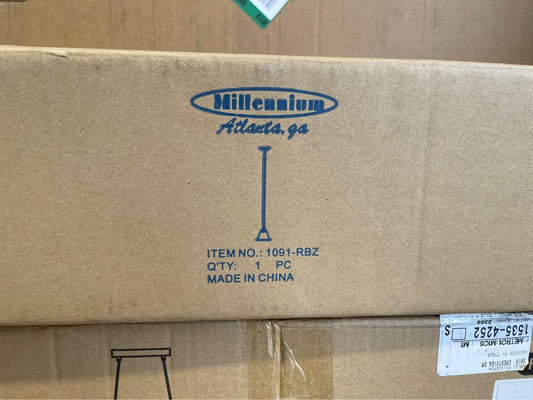 Millennium
Atlanta, ga
ITEM NO.: 1091-RBZ
Q'TY: 1 PC
MADE IN CHINA
1535-4252
S